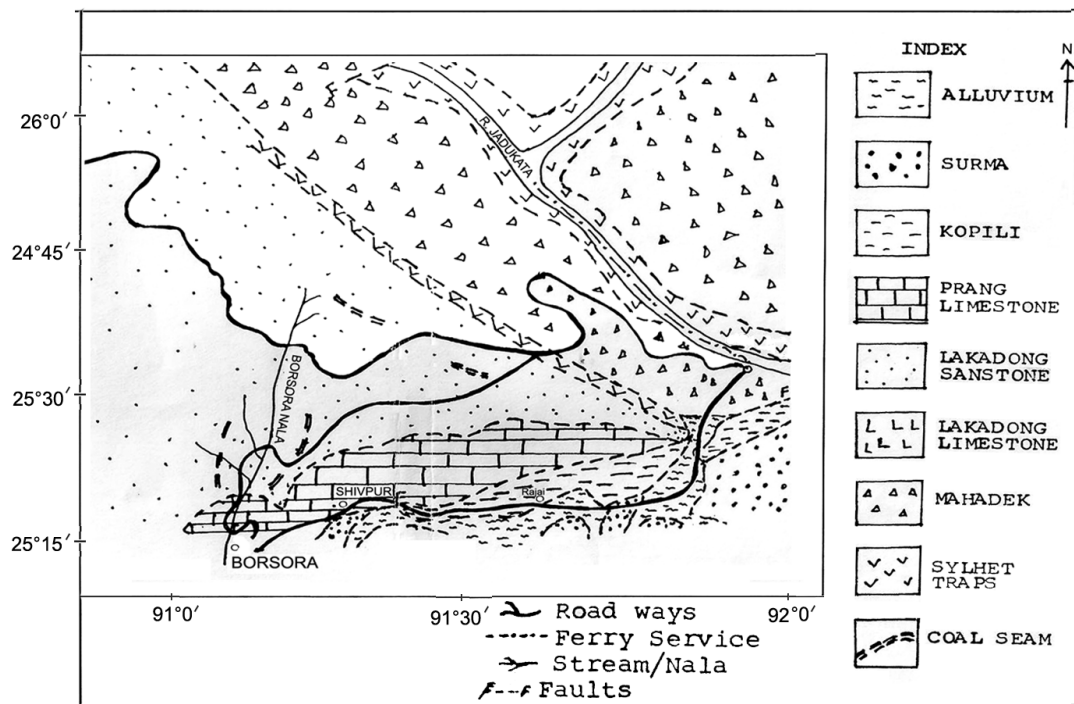 INDEX
N
ALLUVIUM
SURMA
KOPILI
PRANG
LIMESTONE
LAKADONG
SANSTONE
LAKADONG
LIMESTONE
MAHADEK
SYLHET
TRAPS
COAL SEAM
26°0′
24°45′
25°30′
25°15′
R. JADUKATA
BORSORA NALA
SHIVPUR
Rajai
BORSORA
F
91°0′
91°30′
92°0′
Road ways
Ferry Service
Stream/Nala
F---F Faults